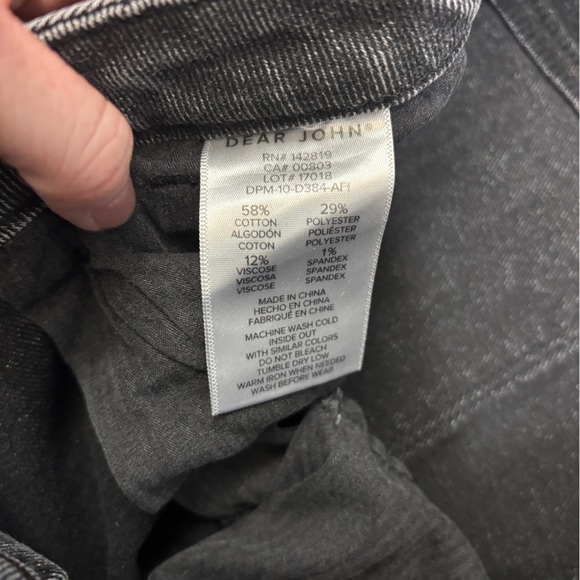 DEAR JOHN®
RN# 142819
CA# 00803
LOT# 17018
DPM-10-D384-AFI
58% 29%
COTTON POLYESTER
ALGODÓN POLIÉSTER
COTON POLYESTER
12% 1%
VISCOSE SPANDEX
VISCOSA SPANDEX
VISCOSE SPANDEX
MADE IN CHINA
HECHO EN CHINA
FABRIQUÉ EN CHINE
MACHINE WASH COLD
INSIDE OUT
WITH SIMILAR COLORS
DO NOT BLEACH
TUMBLE DRY LOW
WARM IRON WHEN NEEDED
WASH BEFORE WEAR